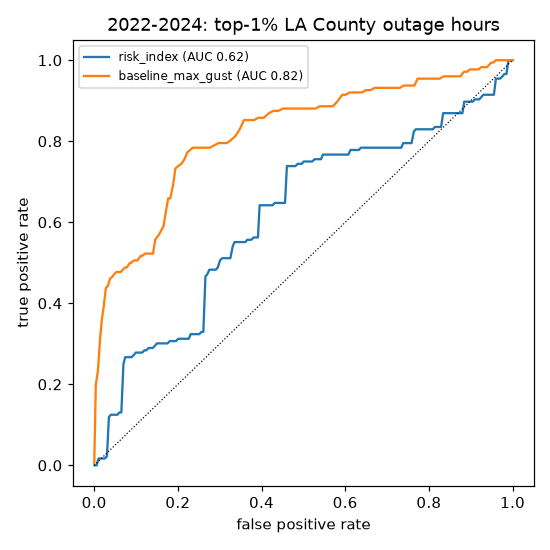 2022-2024: top-1% LA County outage hours
risk_index (AUC 0.62)
baseline_max_gust (AUC 0.82)
true positive rate
1.0
0.8
0.6
0.4
0.2
0.0
0.0 0.2 0.4 0.6 0.8 1.0
false positive rate